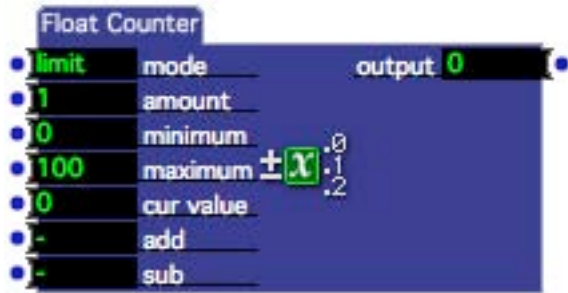 Float Counter
limit mode output 0
1 amount
0 minimum
100 maximum ± x .0 .1 .2
0 cur value
- add
- sub